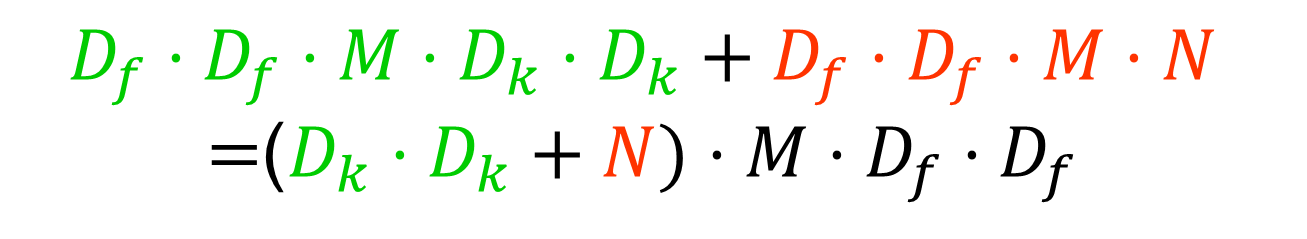 D_f · D_f · M · D_k · D_k + D_f · D_f · M · N
=(D_k · D_k + N) · M · D_f · D_f